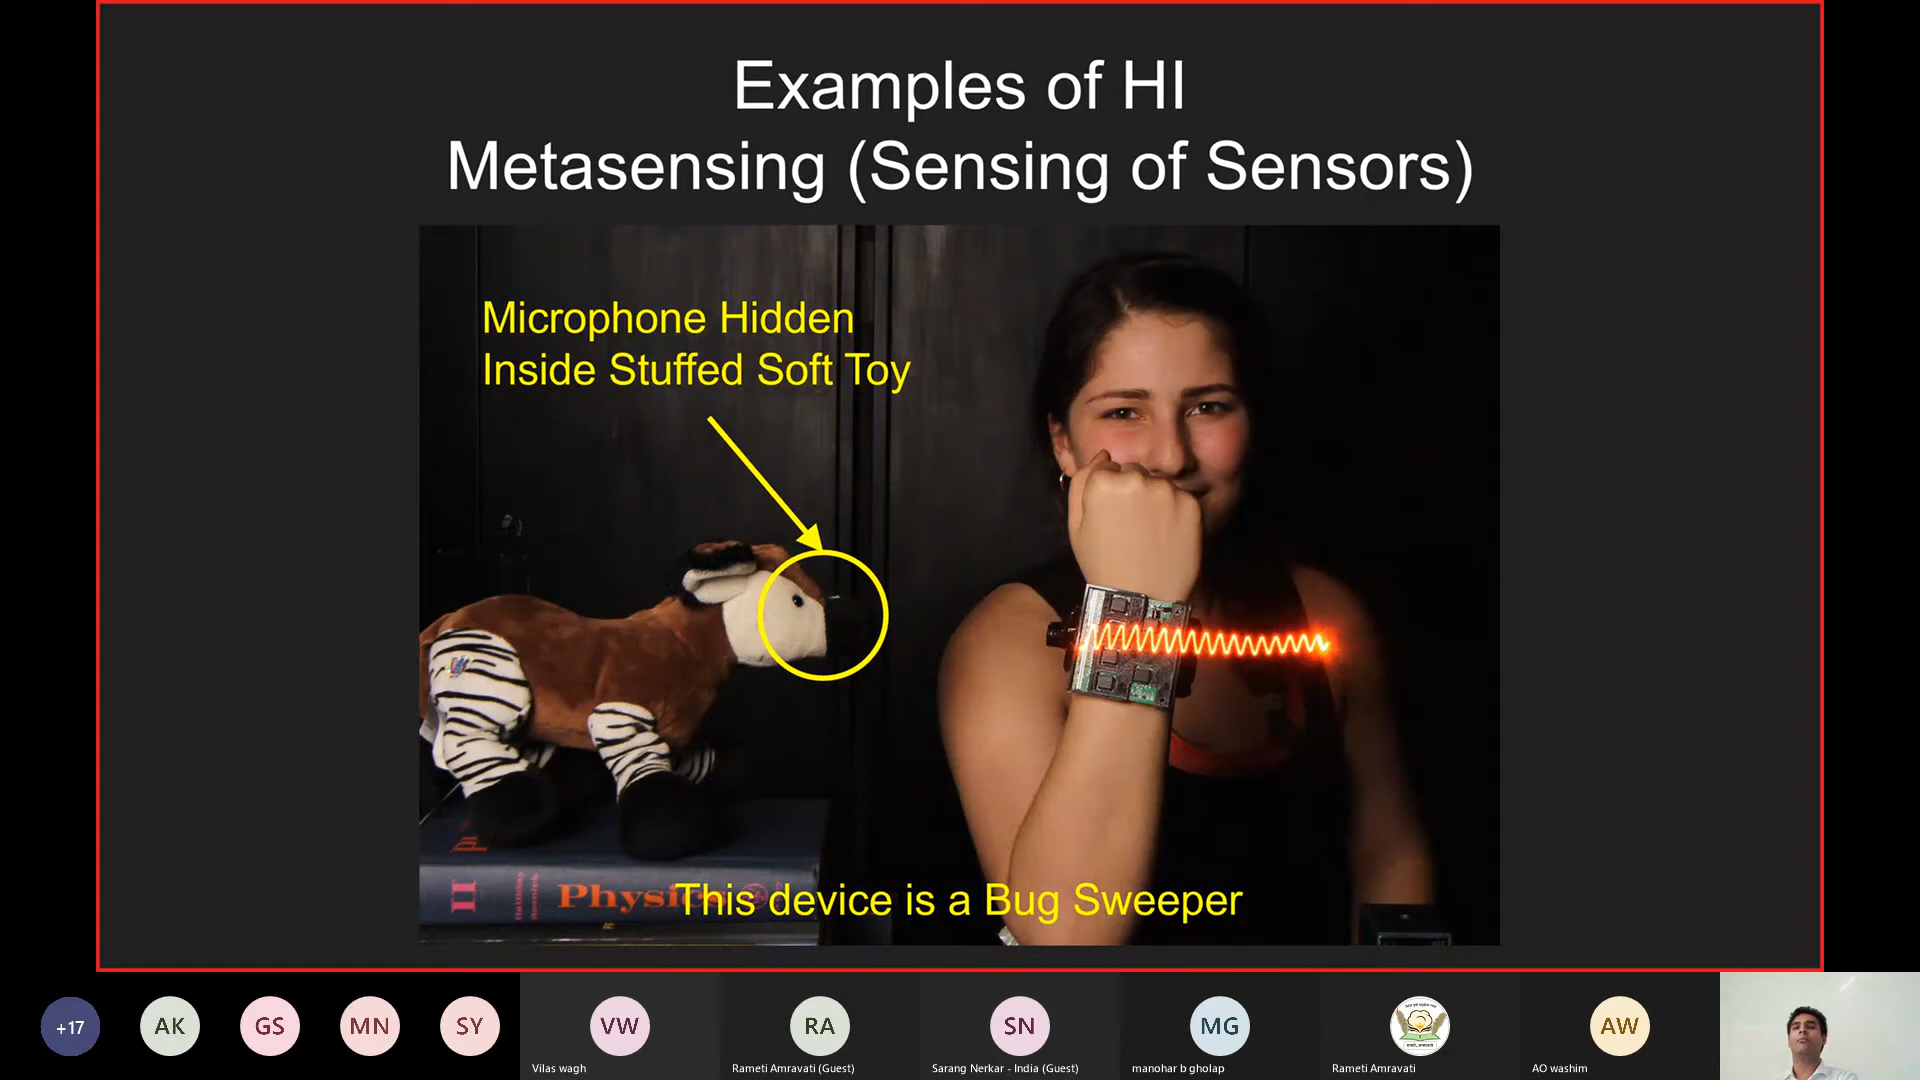 Examples of HI
Metasensing (Sensing of Sensors)
Microphone Hidden
Inside Stuffed Soft Toy
II
Physics
This device is a Bug Sweeper
+17
AK
GS
MN
SY
VW
RA
SN
MG
AW
Vilas wagh
Rameti Amravati (Guest)
Sarang Nerkar - India (Guest)
manohar b gholap
Rameti Amravati
AO washim